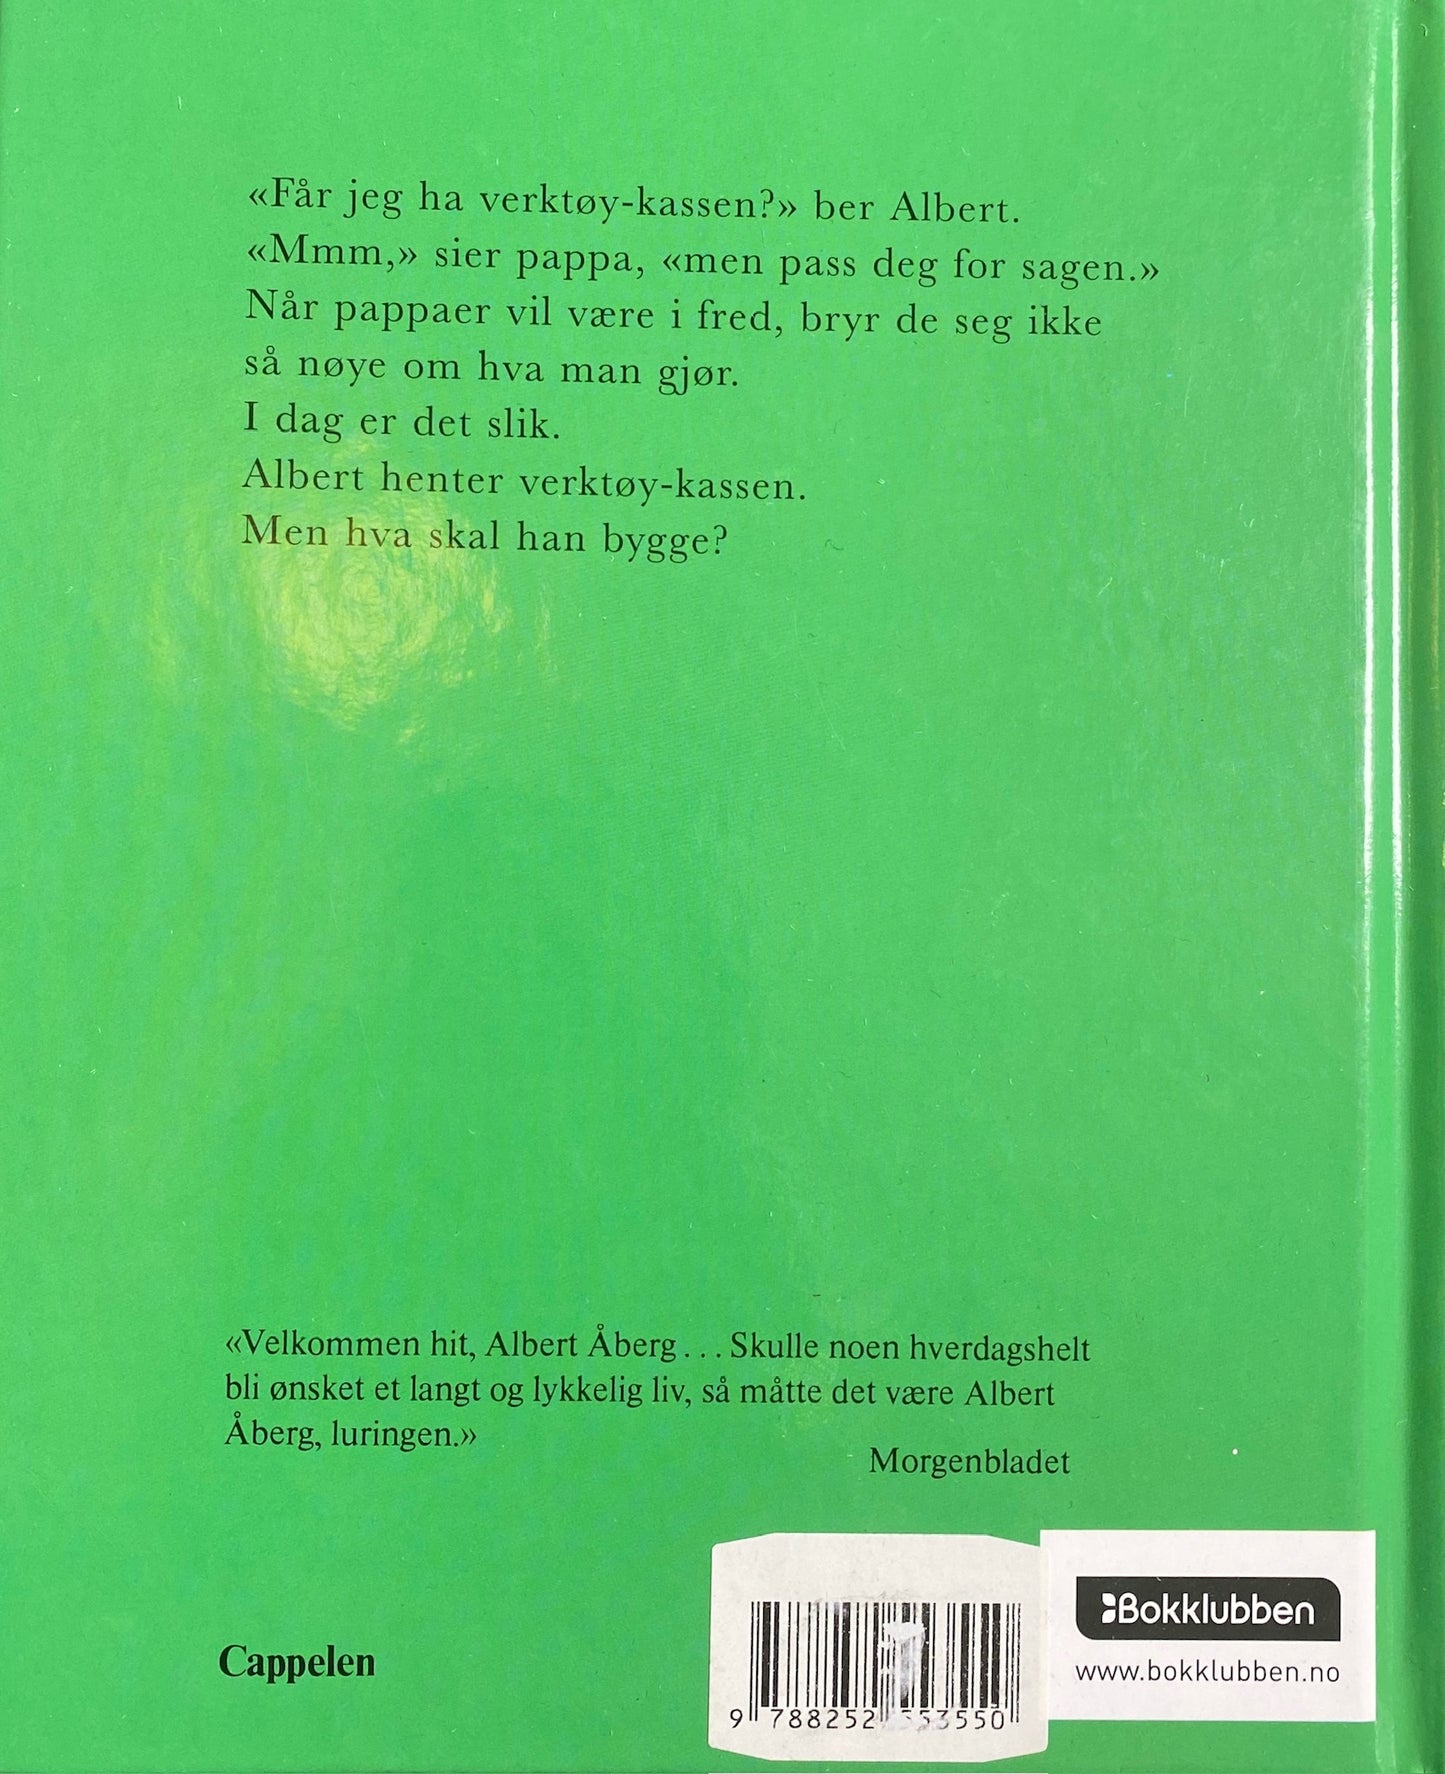 «Får jeg ha verktøy-kassen?» ber Albert.
«Mmm,» sier pappa, «men pass deg for sagen.»
Når pappaer vil være i fred, bryr de seg ikke
så nøye om hva man gjør.
I dag er det slik.
Albert henter verktøy-kassen.
Men hva skal han bygge?
«Velkommen hit, Albert Åberg... Skulle noen hverdagshelt
bli ønsket et langt og lykkelig liv, så måtte det være Albert
Åberg, luringen.»
Morgenbladet
Bokklubben
www.bokklubben.no
Cappelen
9 788252 553550